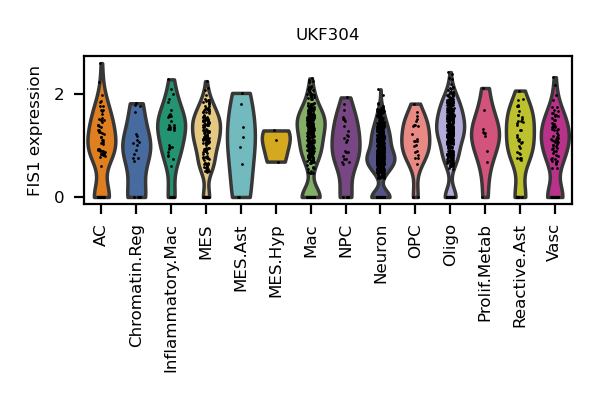 UKF304
FIS1 expression
2
0
AC
Chromatin.Reg
Inflammatory.Mac
MES
MES.Ast
MES.Hyp
Mac
NPC
Neuron
OPC
Oligo
Prolif.Metab
Reactive.Ast
Vasc